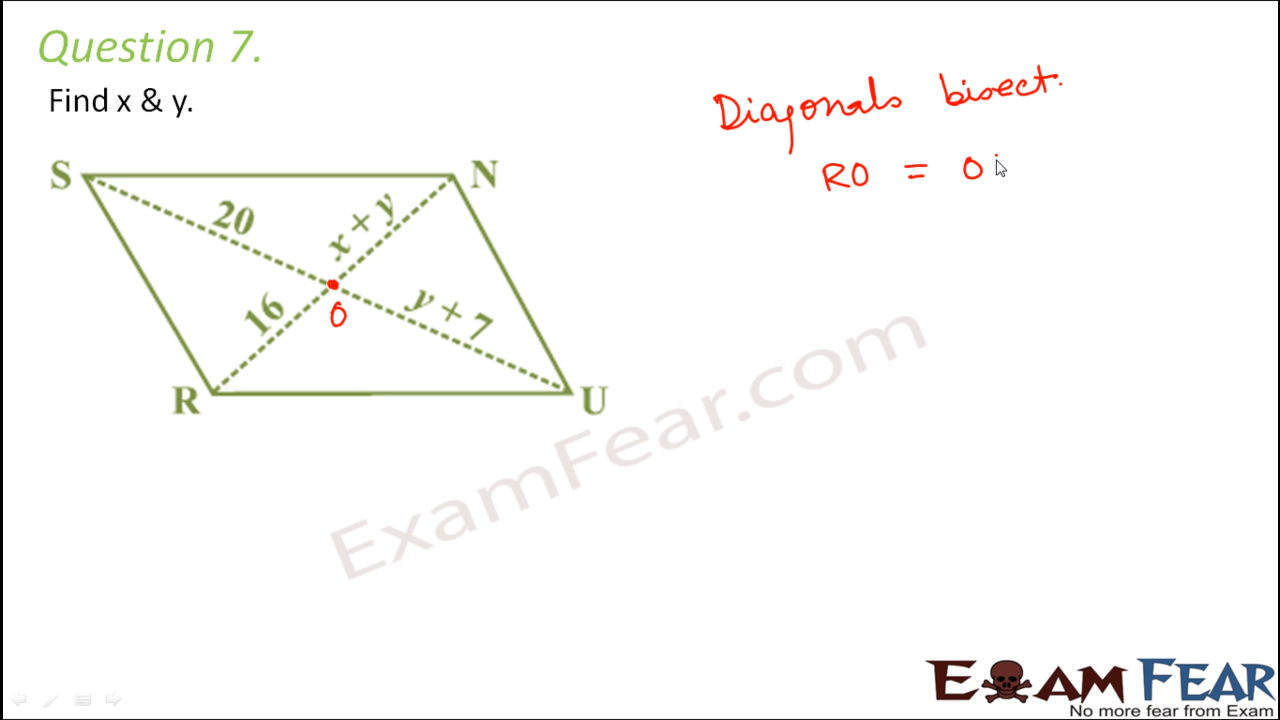 Question 7.
Find x & y.
Diagonals bisect.
RO = O
S
N
20
x + y
16
y + 7
O
R
U
ExamFear.com
EXAM FEAR
No more fear from Exam